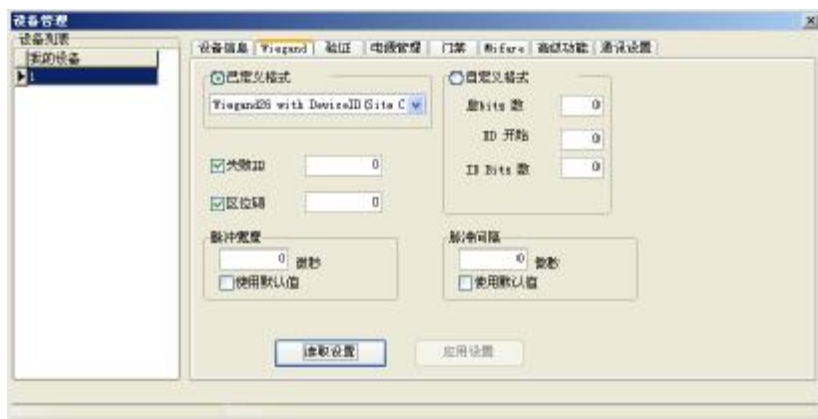 设备管理
设备列表
我的设备
1
设备信息 Wiegand 验证 电源管理 门禁 Mifare 高级功能 通讯设置
已定义格式
Wiegand26 with DeviceID(Site C
自定义格式
总bits 数 0
ID 开始 0
ID Bits 数 0
失败ID 0
区位码 0
脉冲宽度
0 微秒
使用默认值
脉冲间隔
0 微秒
使用默认值
读取设置
应用设置